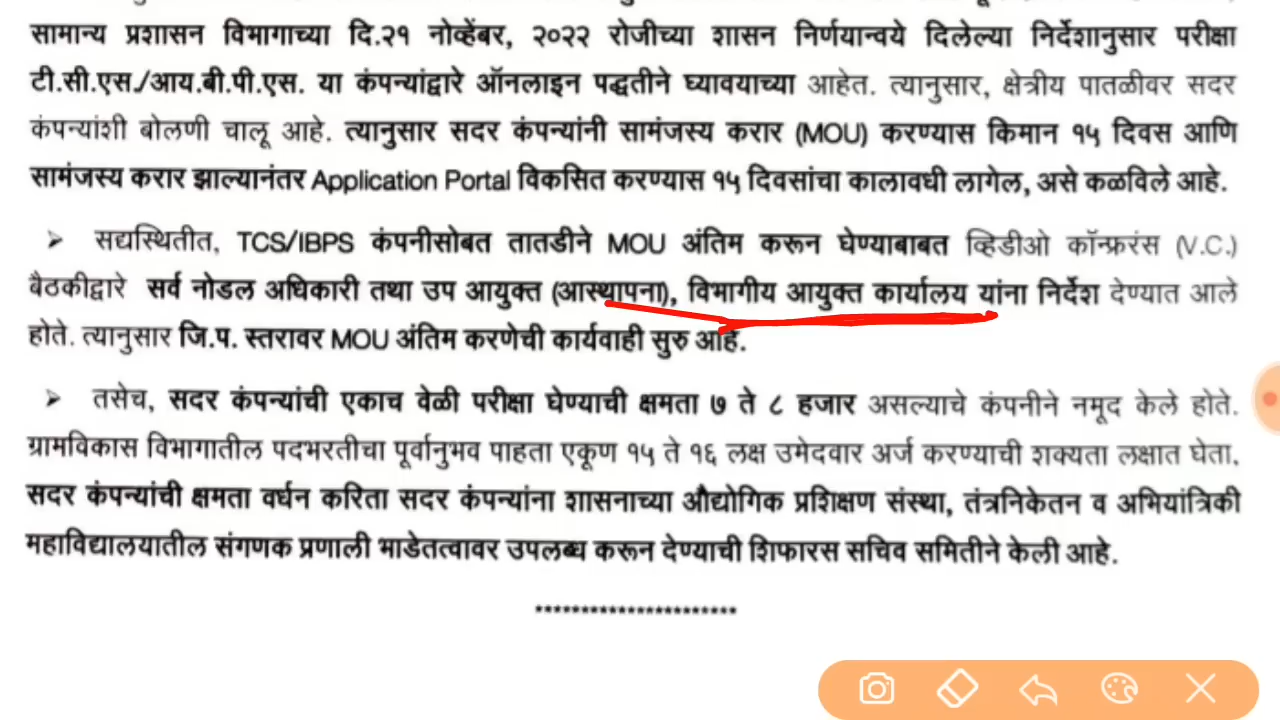 सामान्य प्रशासन विभागाच्या दि.२१ नोव्हेंबर, २०२२ रोजीच्या शासन निर्णयान्वये दिलेल्या निर्देशानुसार परीक्षा
टी.सी.एस./आय.बी.पी.एस. या कंपन्यांद्वारे ऑनलाइन पद्धतीने घ्यावयाच्या आहेत. त्यानुसार, क्षेत्रीय पातळीवर सदर
कंपन्यांशी बोलणी चालू आहे. त्यानुसार सदर कंपन्यांनी सामंजस्य करार (MOU) करण्यास किमान १५ दिवस आणि
सामंजस्य करार झाल्यानंतर Application Portal विकसित करण्यास १५ दिवसांचा कालावधी लागेल, असे कळविले आहे.
➢ सद्यस्थितीत, TCS/IBPS कंपनीसोबत तातडीने MOU अंतिम करून घेण्याबाबत व्हिडीओ कॉन्फ्ररंस (V.C.)
बैठकीद्वारे सर्व नोडल अधिकारी तथा उप आयुक्त (आस्थापना), विभागीय आयुक्त कार्यालय यांना निर्देश देण्यात आले
होते. त्यानुसार जि.प. स्तरावर MOU अंतिम करणेची कार्यवाही सुरु आहे.
➢ तसेच, सदर कंपन्यांची एकाच वेळी परीक्षा घेण्याची क्षमता ७ ते ८ हजार असल्याचे कंपनीने नमूद केले होते.
ग्रामविकास विभागातील पदभरतीचा पूर्वानुभव पाहता एकूण १५ ते १६ लक्ष उमेदवार अर्ज करण्याची शक्यता लक्षात घेता,
सदर कंपन्यांची क्षमता वर्धन करिता सदर कंपन्यांना शासनाच्या औद्योगिक प्रशिक्षण संस्था, तंत्रनिकेतन व अभियांत्रिकी
महाविद्यालयातील संगणक प्रणाली भाडेतत्वावर उपलब्ध करून देण्याची शिफारस सचिव समितीने केली आहे.
**********************